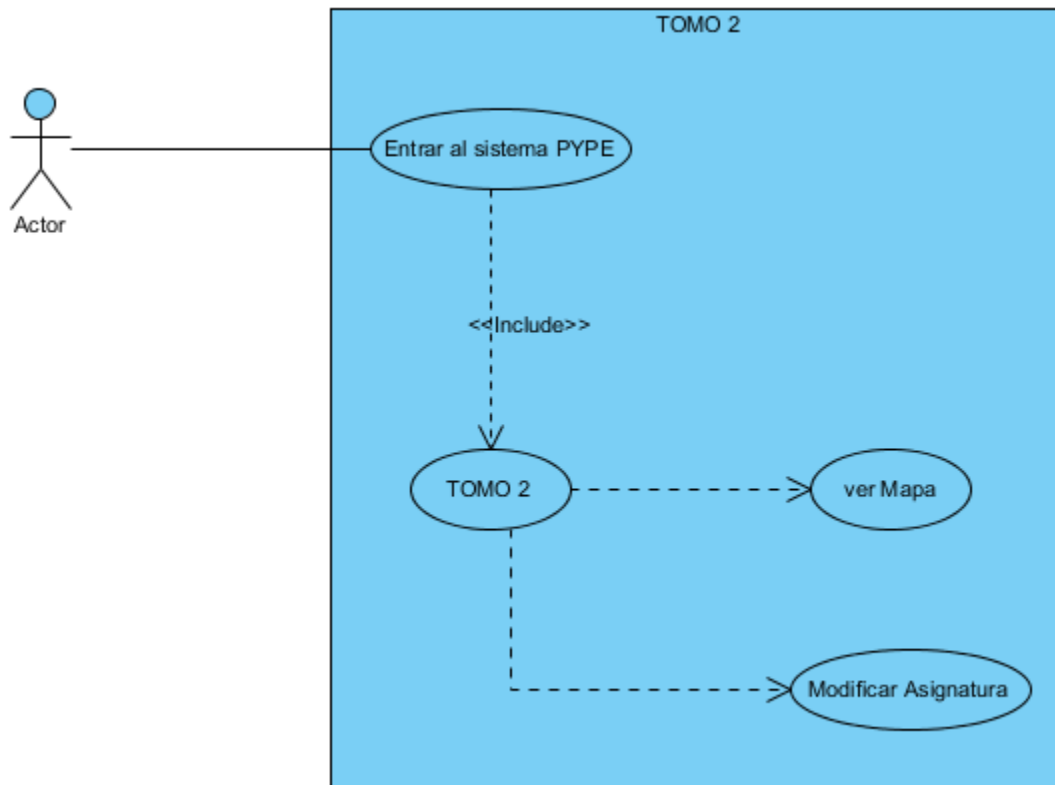 TOMO 2
Entrar al sistema PYPE
Actor
<<Include>>
TOMO 2
ver Mapa
Modificar Asignatura